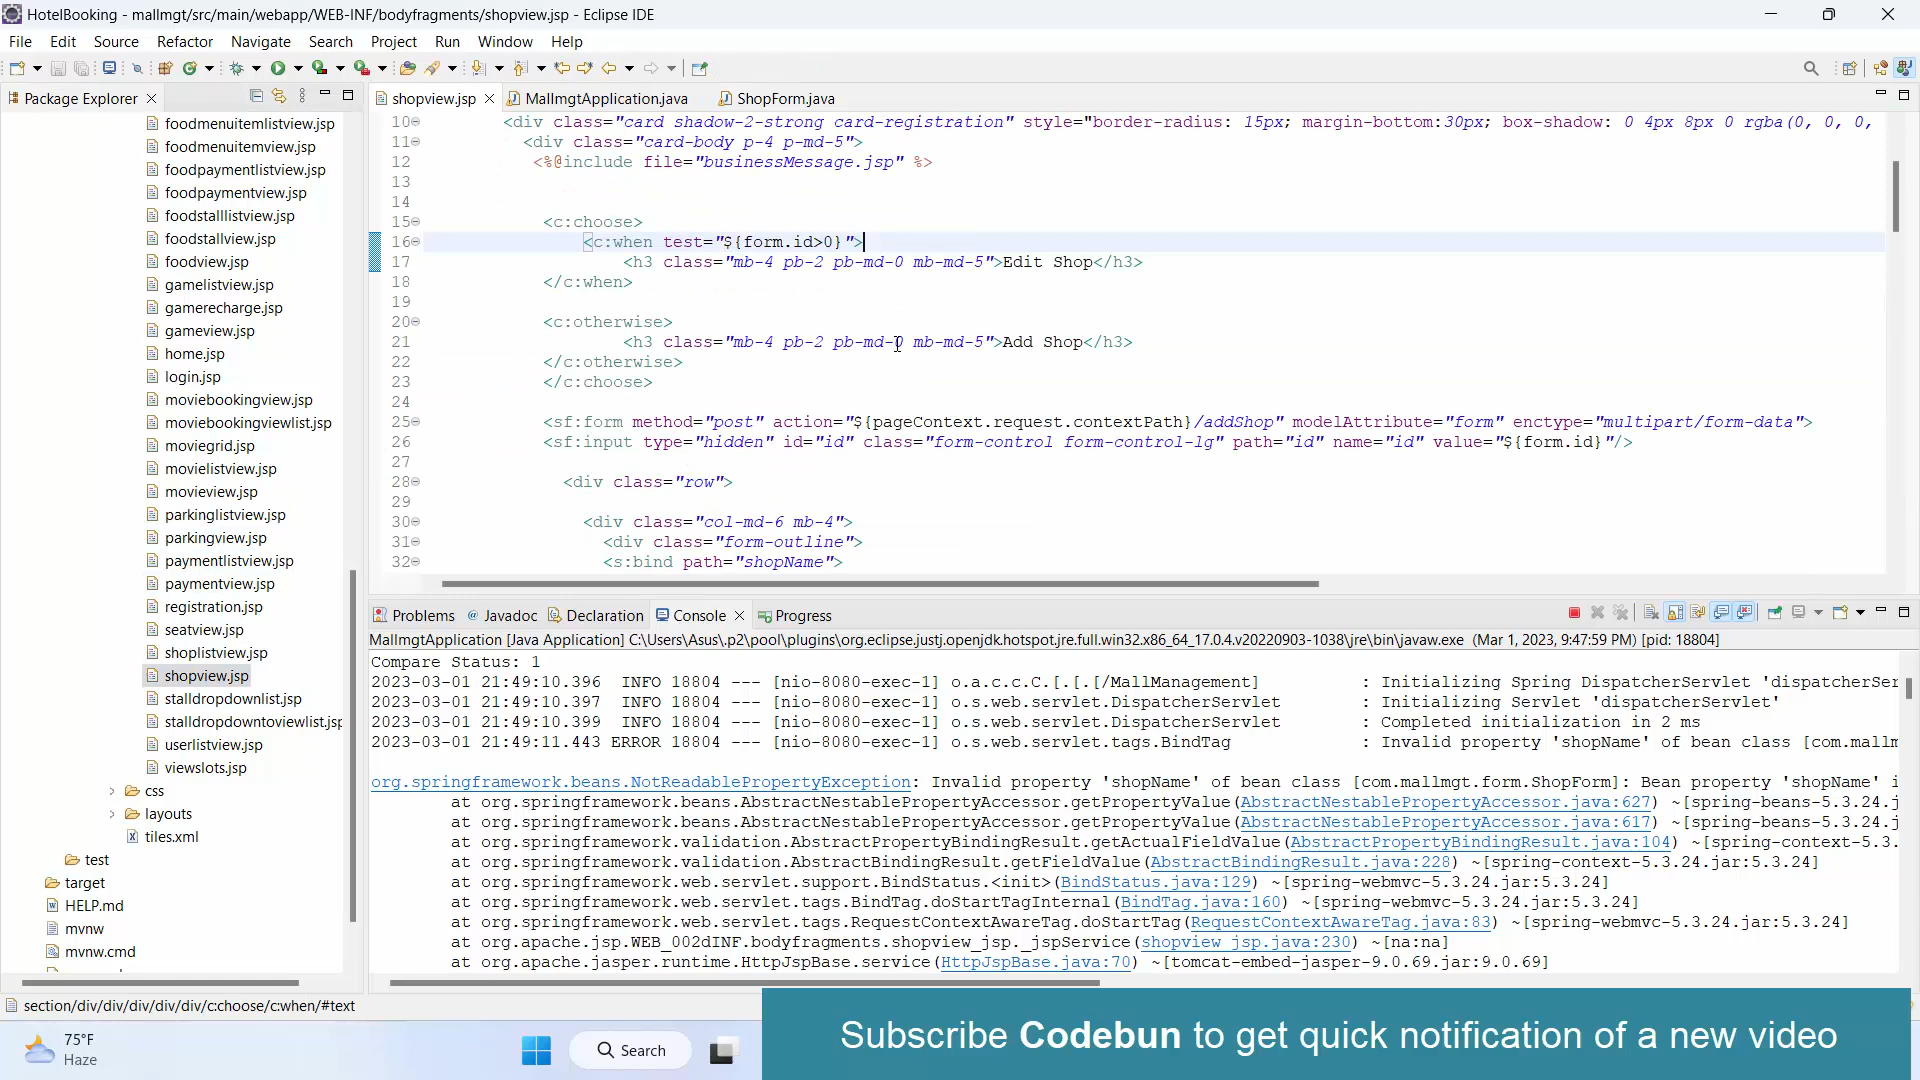 HotelBooking - mallmgt/src/main/webapp/WEB-INF/bodyfragments/shopview.jsp - Eclipse IDE
File Edit Source Refactor Navigate Search Project Run Window Help
Package Explorer
foodmenuitemlistview.jsp
foodmenuitemview.jsp
foodpaymentlistview.jsp
foodpaymentview.jsp
foodstalllistview.jsp
foodstallview.jsp
foodview.jsp
gamelistview.jsp
gamerecharge.jsp
gameview.jsp
home.jsp
login.jsp
moviebookingview.jsp
moviebookingviewlist.jsp
moviegrid.jsp
movielistview.jsp
movieview.jsp
parkinglistview.jsp
parkingview.jsp
paymentlistview.jsp
paymentview.jsp
registration.jsp
seatview.jsp
shoplistview.jsp
shopview.jsp
stalldropdownlist.jsp
stalldropdowntoviewlist.jsp
userlistview.jsp
viewslots.jsp
css
layouts
tiles.xml
test
target
HELP.md
mvnw
mvnw.cmd
shopview.jsp MallmgtApplication.java ShopForm.java
10 <div class="card shadow-2-strong card-registration" style="border-radius: 15px; margin-bottom:30px; box-shadow: 0 4px 8px 0 rgba(0, 0, 0,
11 <div class="card-body p-4 p-md-5">
12 <%@include file="businessMessage.jsp" %>
13
14
15 <c:choose>
16 <c:when test="${form.id>0}">
17 <h3 class="mb-4 pb-2 pb-md-0 mb-md-5">Edit Shop</h3>
18 </c:when>
19
20 <c:otherwise>
21 <h3 class="mb-4 pb-2 pb-md-0 mb-md-5">Add Shop</h3>
22 </c:otherwise>
23 </c:choose>
24
25 <sf:form method="post" action="${pageContext.request.contextPath}/addShop" modelAttribute="form" enctype="multipart/form-data">
26 <sf:input type="hidden" id="id" class="form-control form-control-lg" path="id" name="id" value="${form.id}"/>
27
28 <div class="row">
29
30 <div class="col-md-6 mb-4">
31 <div class="form-outline">
32 <s:bind path="shopName">
Problems Javadoc Declaration Console Progress
MallmgtApplication [Java Application] C:\Users\Asus\.p2\pool\plugins\org.eclipse.justj.openjdk.hotspot.jre.full.win32.x86_64_17.0.4.v20220903-1038\jre\bin\javaw.exe (Mar 1, 2023, 9:47:59 PM) [pid: 18804]
Compare Status: 1
2023-03-01 21:49:10.396 INFO 18804 --- [nio-8080-exec-1] o.a.c.c.C.[.[.[/MallManagement] : Initializing Spring DispatcherServlet 'dispatcherSer
2023-03-01 21:49:10.397 INFO 18804 --- [nio-8080-exec-1] o.s.web.servlet.DispatcherServlet : Initializing Servlet 'dispatcherServlet'
2023-03-01 21:49:10.399 INFO 18804 --- [nio-8080-exec-1] o.s.web.servlet.DispatcherServlet : Completed initialization in 2 ms
2023-03-01 21:49:11.443 ERROR 18804 --- [nio-8080-exec-1] o.s.web.servlet.tags.BindTag : Invalid property 'shopName' of bean class [com.mallm
org.springframework.beans.NotReadablePropertyException: Invalid property 'shopName' of bean class [com.mallmgt.form.ShopForm]: Bean property 'shopName' i
at org.springframework.beans.AbstractNestablePropertyAccessor.getPropertyValue(AbstractNestablePropertyAccessor.java:627) ~[spring-beans-5.3.24.j
at org.springframework.beans.AbstractNestablePropertyAccessor.getPropertyValue(AbstractNestablePropertyAccessor.java:617) ~[spring-beans-5.3.24.j
at org.springframework.validation.AbstractPropertyBindingResult.getActualFieldValue(AbstractPropertyBindingResult.java:104) ~[spring-context-5.3.
at org.springframework.validation.AbstractBindingResult.getFieldValue(AbstractBindingResult.java:228) ~[spring-context-5.3.24.jar:5.3.24]
at org.springframework.web.servlet.support.BindStatus.<init>(BindStatus.java:129) ~[spring-webmvc-5.3.24.jar:5.3.24]
at org.springframework.web.servlet.tags.BindTag.doStartTagInternal(BindTag.java:160) ~[spring-webmvc-5.3.24.jar:5.3.24]
at org.springframework.web.servlet.tags.RequestContextAwareTag.doStartTag(RequestContextAwareTag.java:83) ~[spring-webmvc-5.3.24.jar:5.3.24]
at org.apache.jsp.WEB_002dINF.bodyfragments.shopview_jsp._jspService(shopview_jsp.java:230) ~[na:na]
at org.apache.jasper.runtime.HttpJspBase.service(HttpJspBase.java:70) ~[tomcat-embed-jasper-9.0.69.jar:9.0.69]
section/div/div/div/div/div/c:choose/c:when/#text
75°F
Haze
Search
Subscribe Codebun to get quick notification of a new video